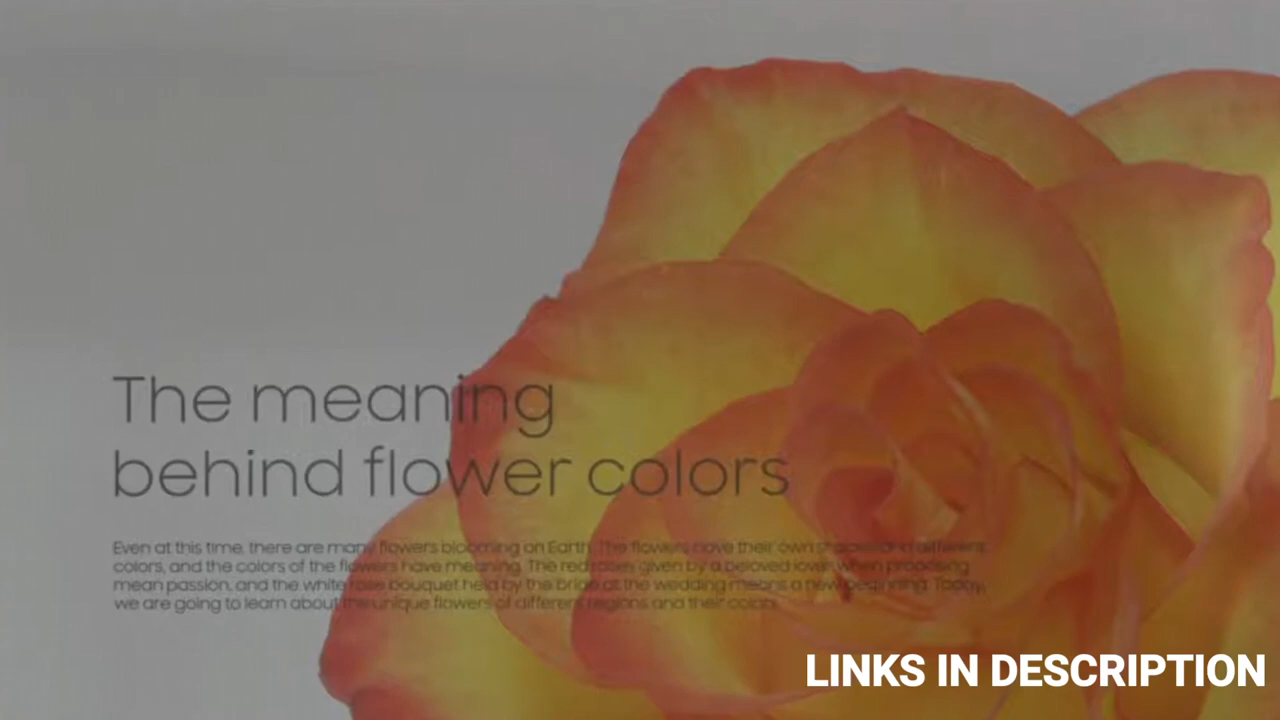 The meaning
behind flower colors
Even at this time, there are many flowers blooming on Earth. The flowers have their own shapes and different
colors, and the colors of the flowers have meaning. The red roses given by a beloved lover when proposing
mean passion, and the white rose bouquet held by the bride at the wedding means a new beginning. Today,
we are going to learn about the unique flowers of different regions and their colors.
LINKS IN DESCRIPTION